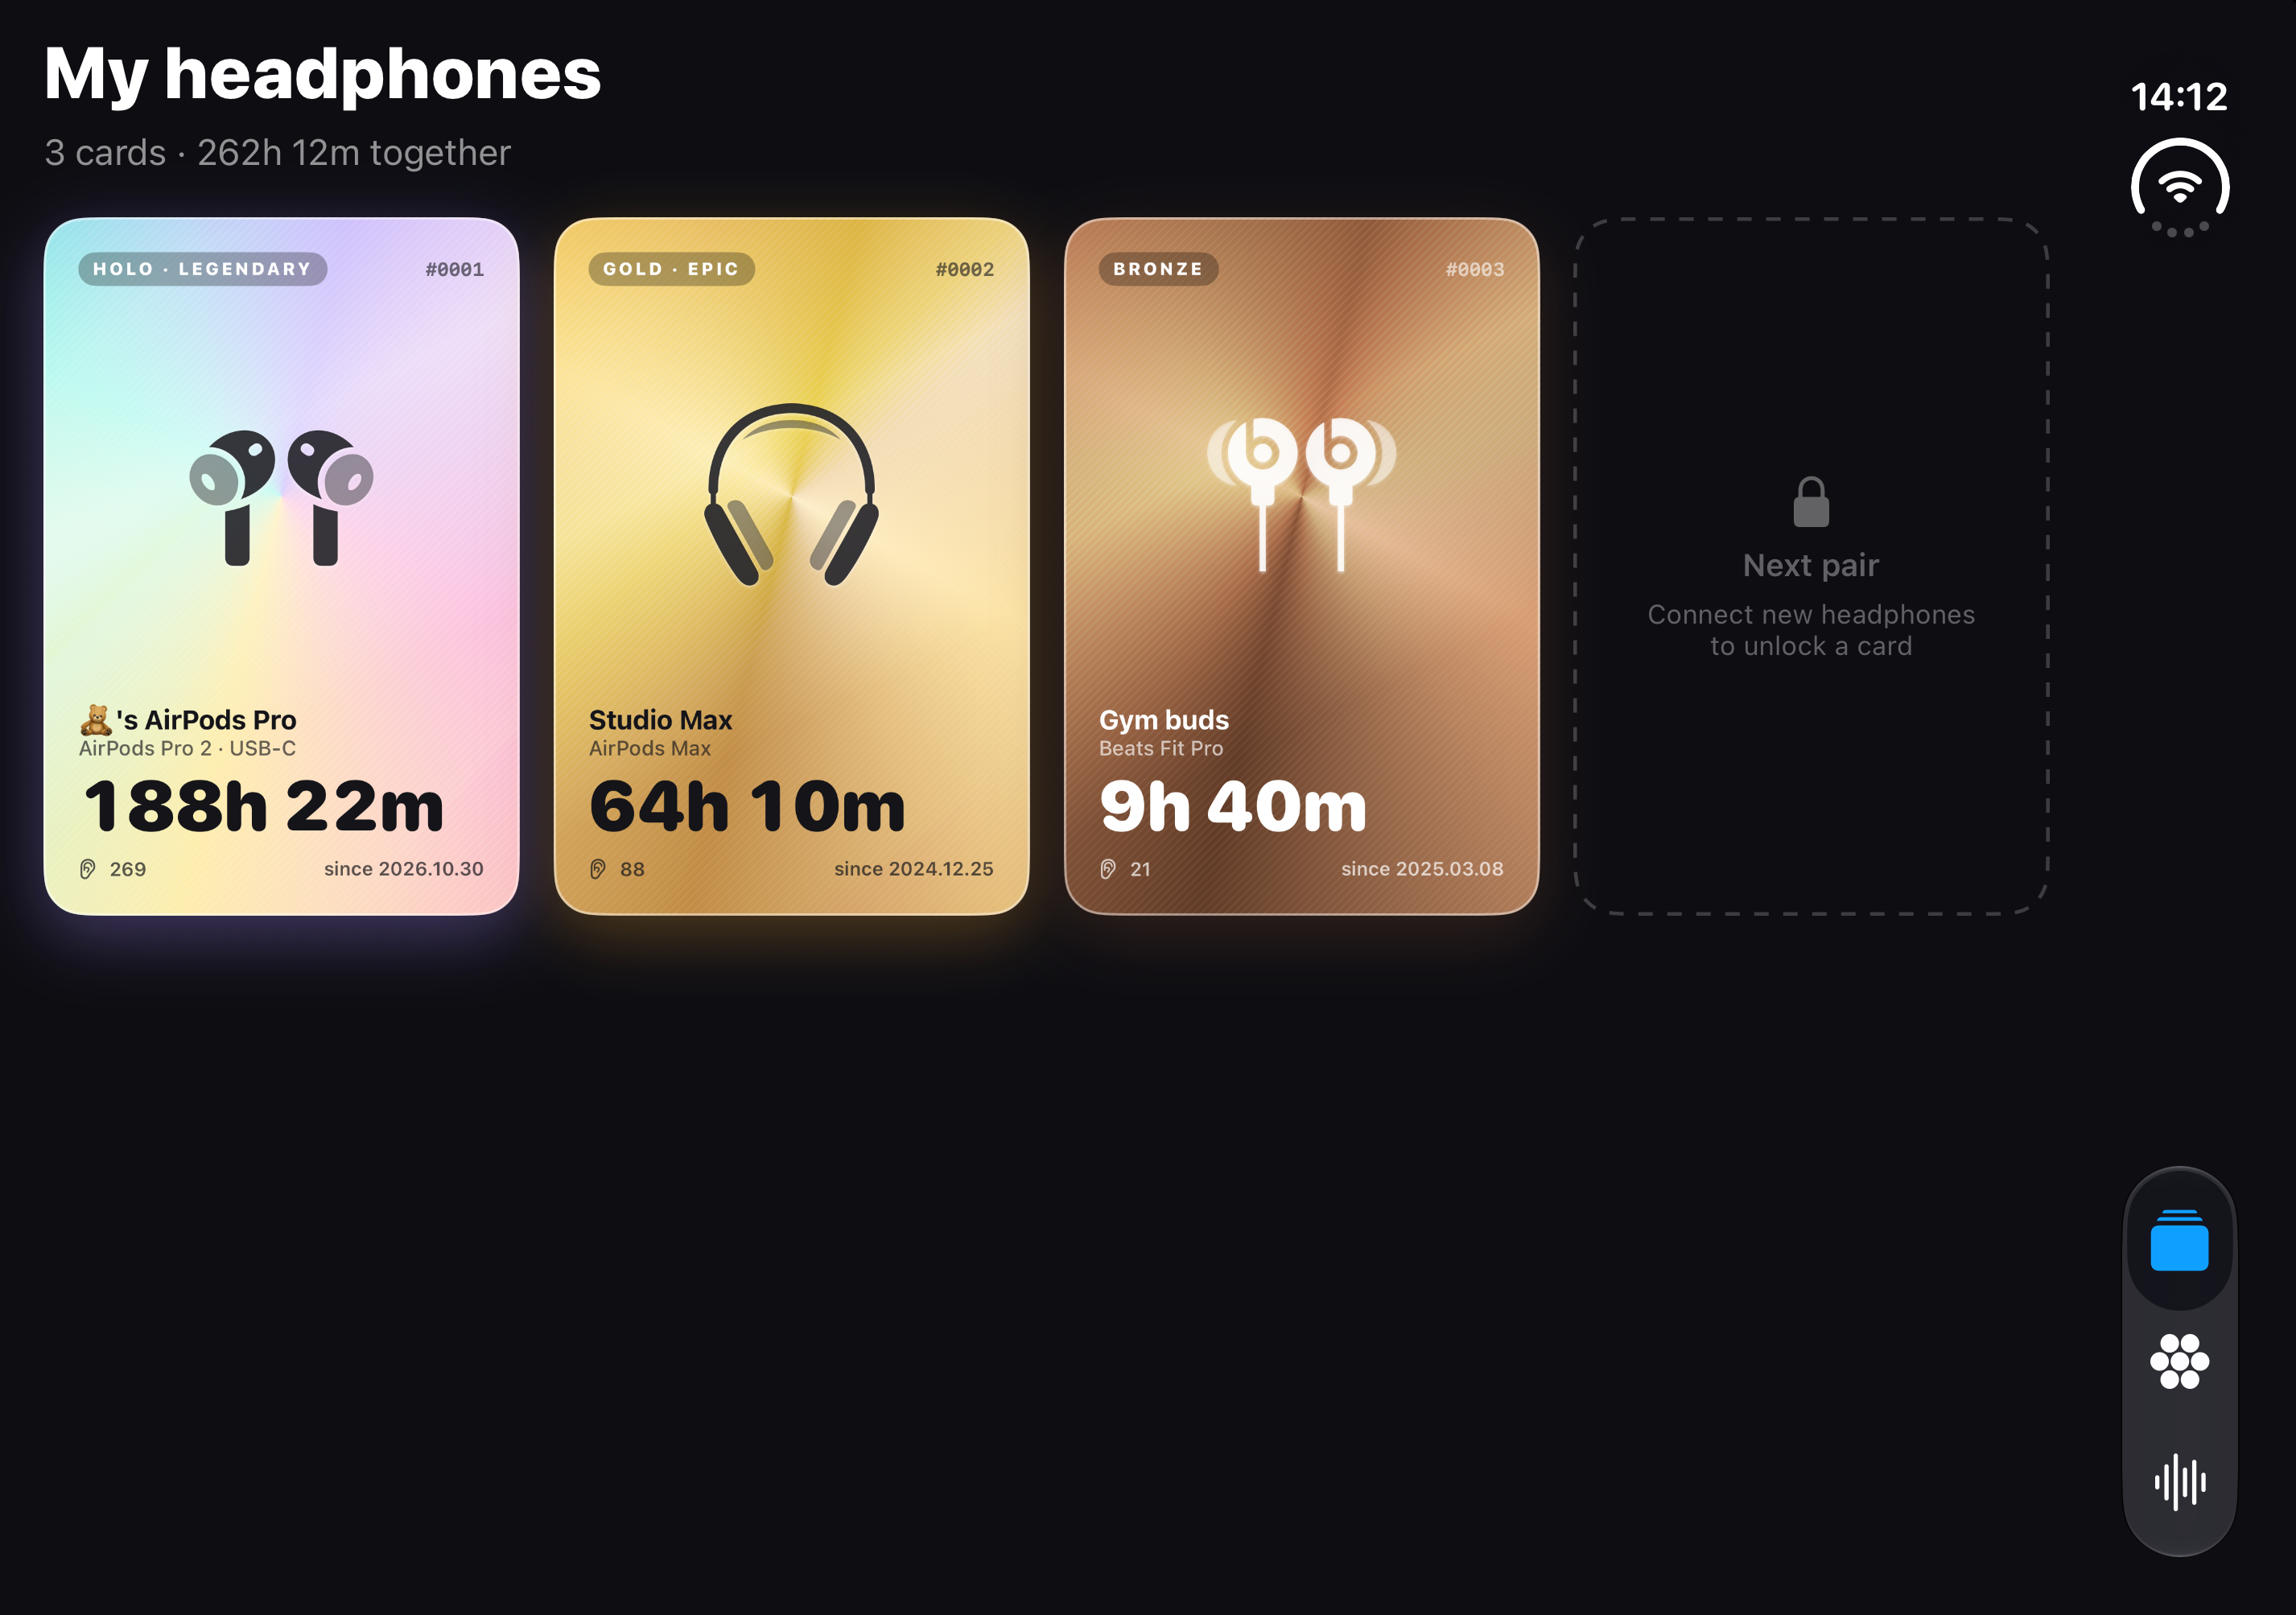 My headphones
3 cards · 262h 12m together
14:12
HOLO · LEGENDARY
#0001
🧸's AirPods Pro
AirPods Pro 2 · USB-C
188h 22m
269
since 2026.10.30
GOLD · EPIC
#0002
Studio Max
AirPods Max
64h 10m
88
since 2024.12.25
BRONZE
#0003
Gym buds
Beats Fit Pro
9h 40m
21
since 2025.03.08
Next pair
Connect new headphones
to unlock a card